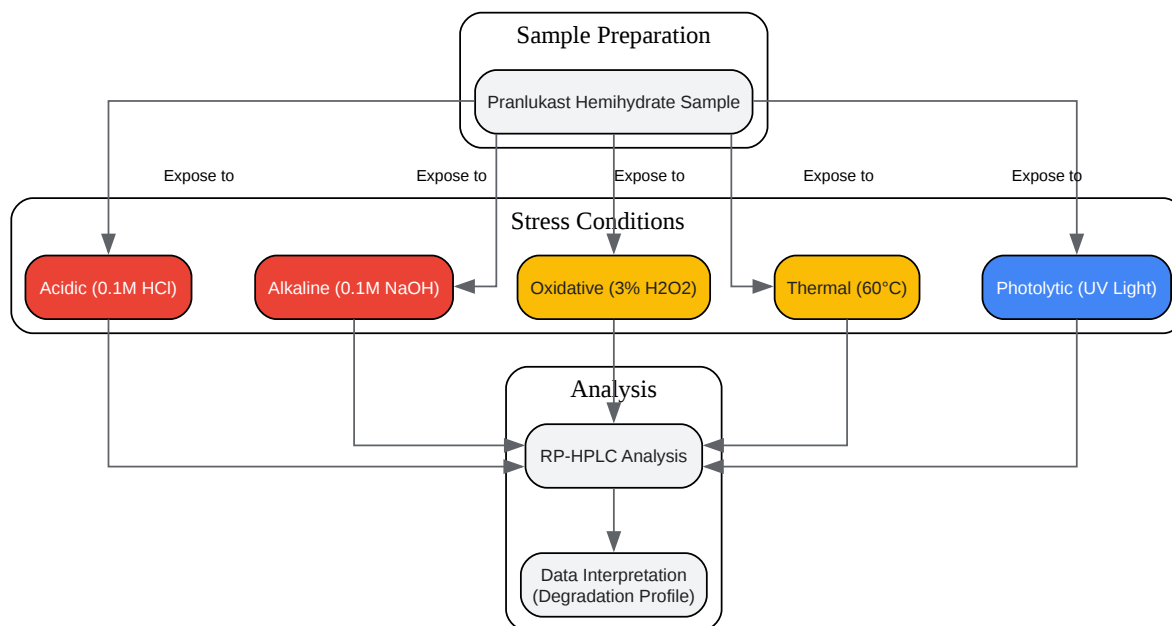 Sample Preparation
Pranlukast Hemihydrate Sample
Expose to
Expose to
Expose to
Expose to
Expose to
Stress Conditions
Acidic (0.1M HCl)
Alkaline (0.1M NaOH)
Oxidative (3% H2O2)
Thermal (60°C)
Photolytic (UV Light)
Analysis
RP-HPLC Analysis
Data Interpretation
(Degradation Profile)